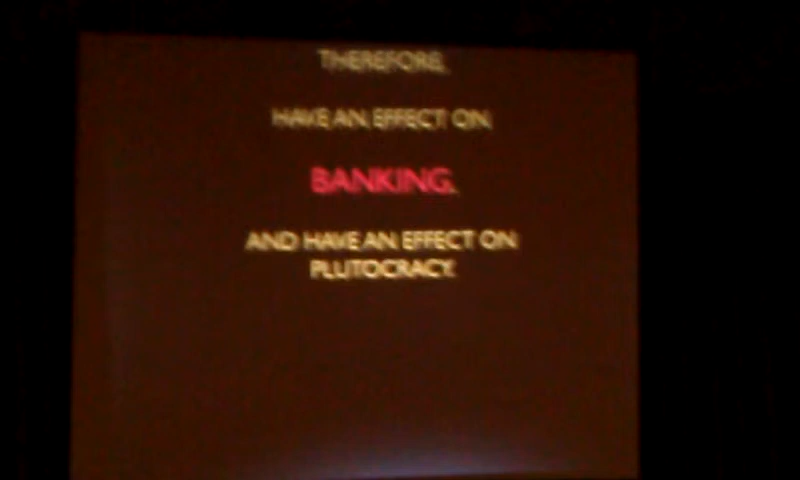 THEREFORE,
HAVE AN EFFECT ON
BANKING.
AND HAVE AN EFFECT ON
PLUTOCRACY.